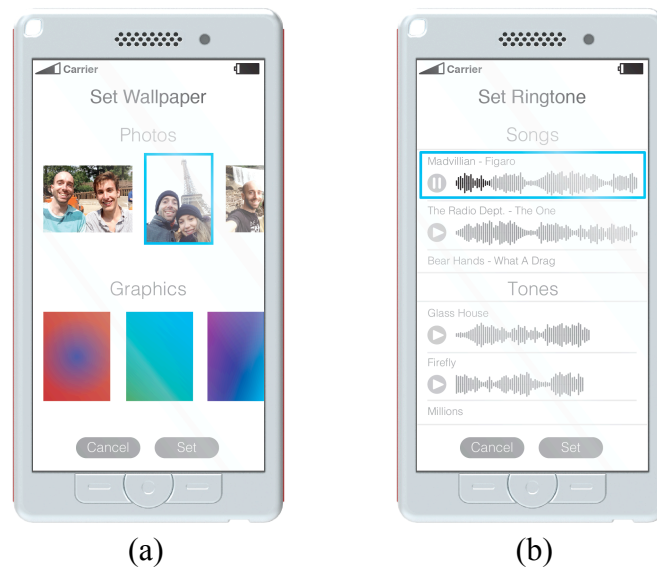 Carrier
Set Wallpaper
Photos
Graphics
Cancel Set
(a)
Carrier
Set Ringtone
Songs
Madvillian - Figaro
The Radio Dept. - The One
Bear Hands - What A Drag
Tones
Glass House
Firefly
Millions
Cancel Set
(b)